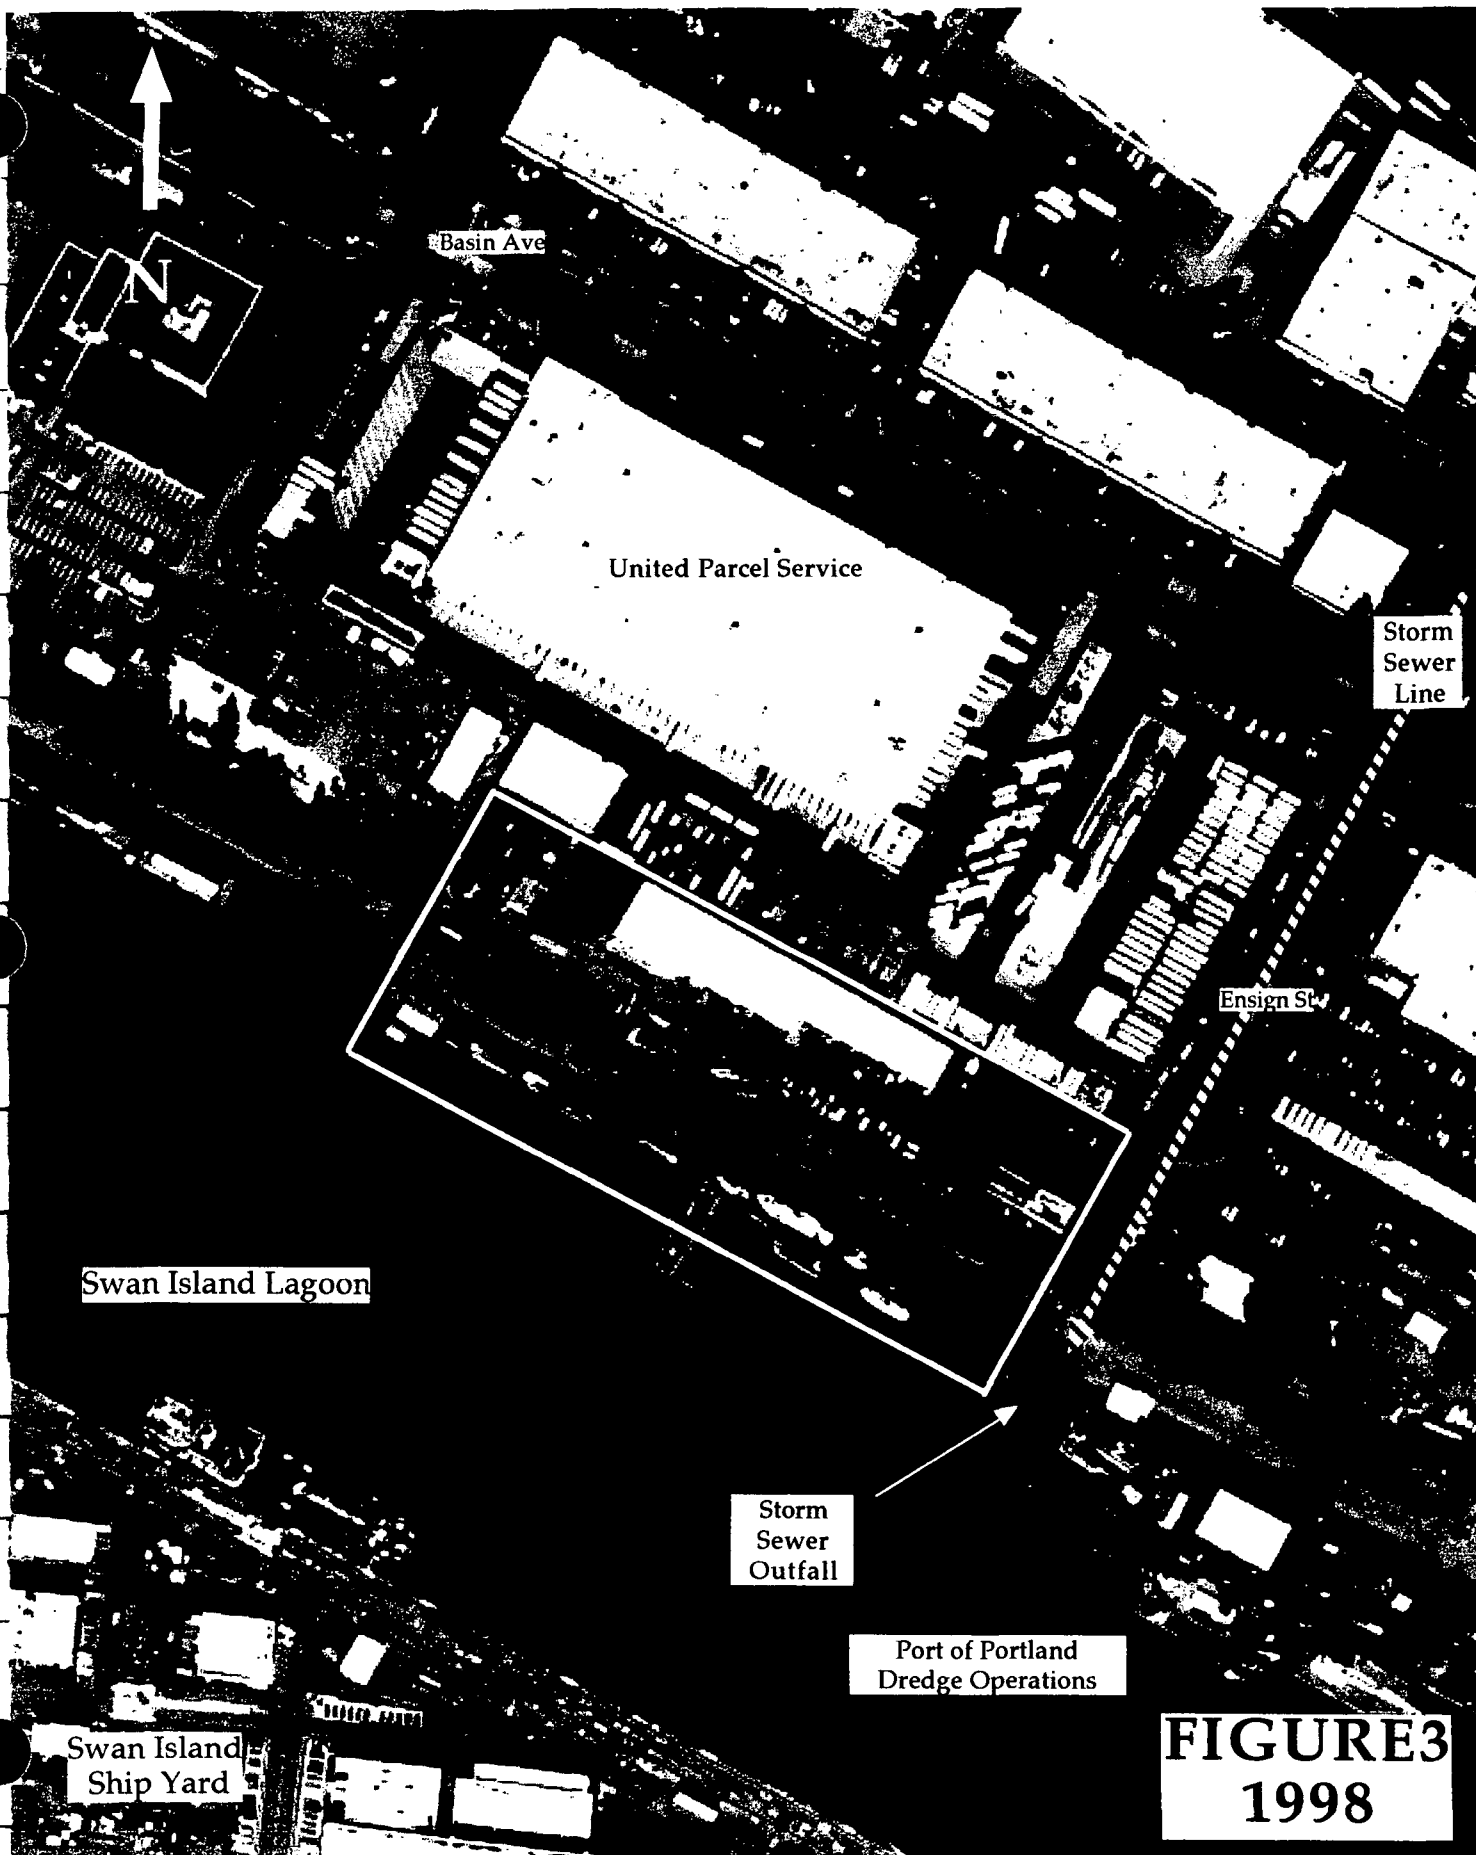 Basin Ave
N
United Parcel Service
Storm
Sewer
Line
Ensign St
Swan Island Lagoon
Storm
Sewer
Outfall
Port of Portland
Dredge Operations
Swan Island
Ship Yard
FIGURE3
1998